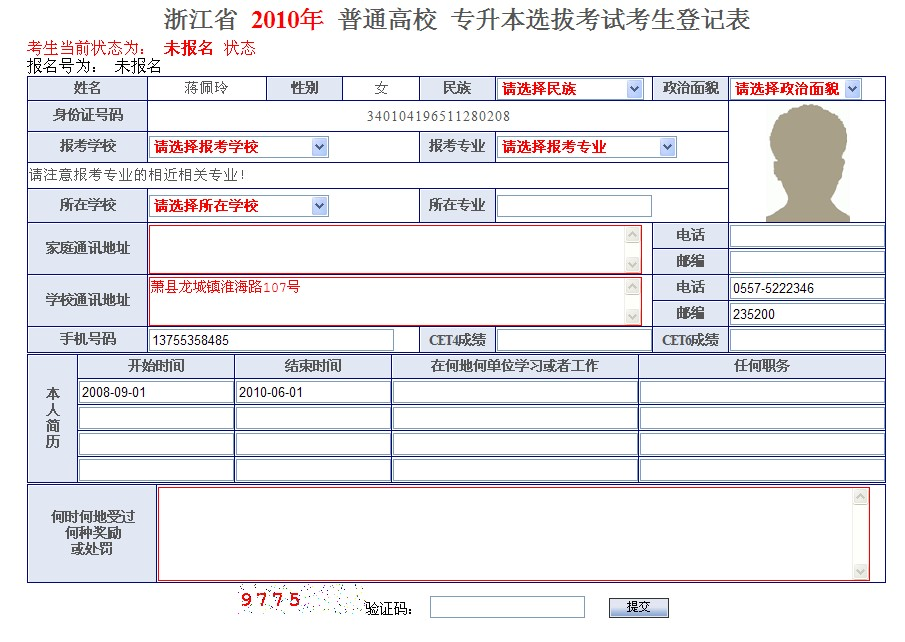 浙江省 2010年 普通高校 专升本选拔考试考生登记表
考生当前状态为： 未报名 状态
报名号为： 未报名
姓名 蒋佩玲 性别 女 民族 请选择民族 政治面貌 请选择政治面貌
身份证号码 340104196511280208
报考学校 请选择报考学校 报考专业 请选择报考专业
请注意报考专业的相近相关专业！
所在学校 请选择所在学校 所在专业
家庭通讯地址 电话
邮编
学校通讯地址 萧县龙城镇淮海路107号 电话 0557-5222346
邮编 235200
手机号码 13755358485 CET4成绩 CET6成绩
本人简历 开始时间 结束时间 在何地何单位学习或者工作 任何职务
2008-09-01 2010-06-01
何时何地受过
何种奖励
或处罚
9775 验证码： 提交